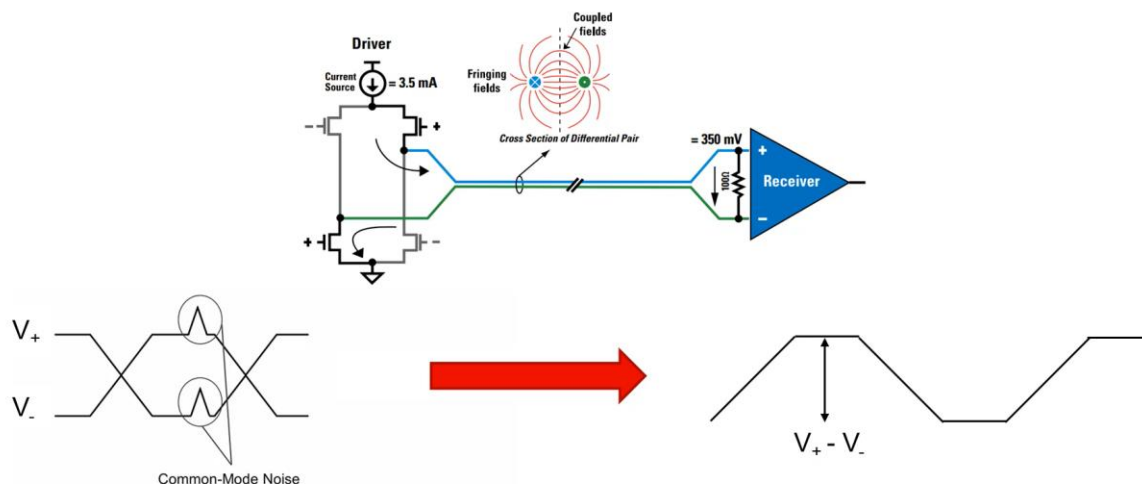 Driver
Current
Source
= 3.5 mA
Coupled
fields
Fringing
fields
Cross Section of Differential Pair
–
+
+
–
= 350 mV
100Ω
+
Receiver
–
V+
V-
Common-Mode Noise
V+ - V-